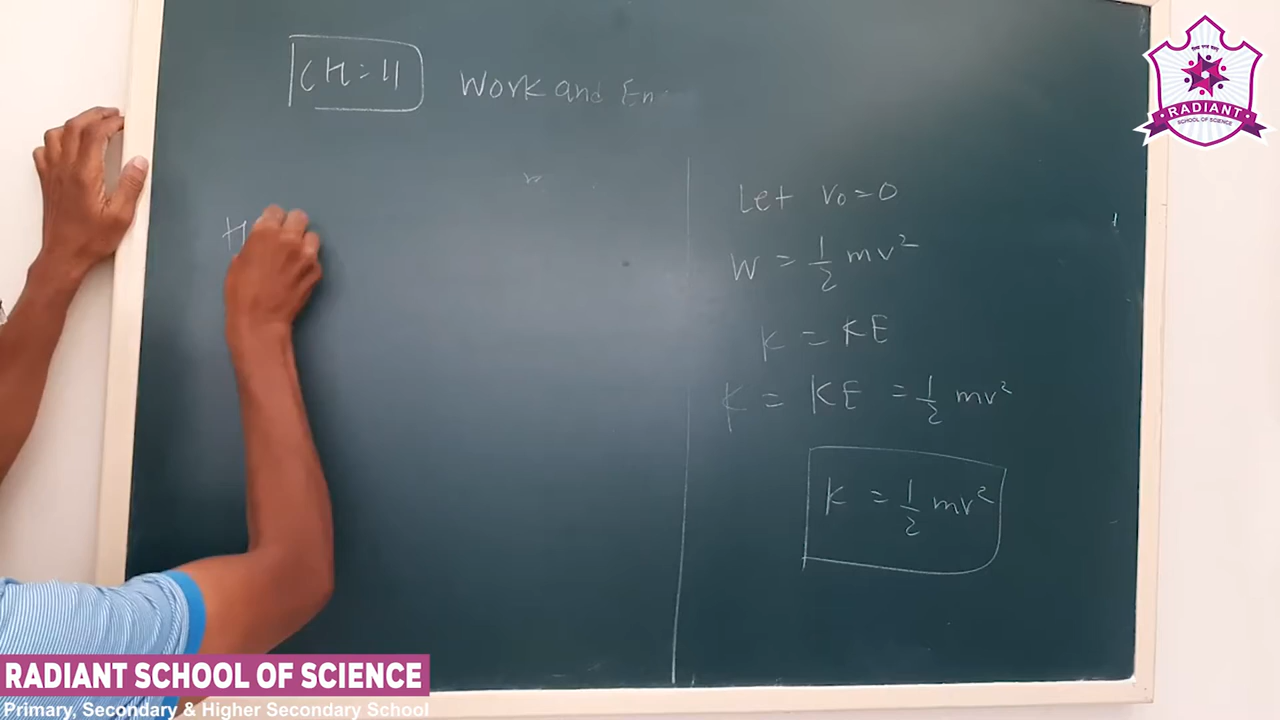 CH = 11 Work and En
Let v₀ = 0
W = 1/2 mv²
K = KE
K = KE = 1/2 mv²
K = 1/2 mv²
H
RADIANT
SCHOOL OF SCIENCE
RADIANT SCHOOL OF SCIENCE
Primary, Secondary & Higher Secondary School